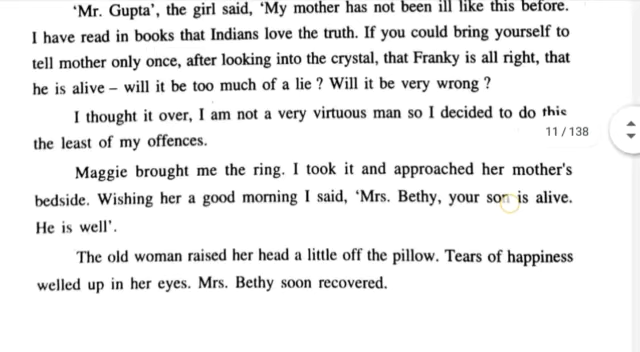 'Mr. Gupta', the girl said, 'My mother has not been ill like this before.
I have read in books that Indians love the truth. If you could bring yourself to
tell mother only once, after looking into the crystal, that Franky is all right, that
he is alive – will it be too much of a lie ? Will it be very wrong ?
I thought it over, I am not a very virtuous man so I decided to do this
11 / 138
the least of my offences.
Maggie brought me the ring. I took it and approached her mother's
bedside. Wishing her a good morning I said, 'Mrs. Bethy, your son is alive.
He is well'.
The old woman raised her head a little off the pillow. Tears of happiness
welled up in her eyes. Mrs. Bethy soon recovered.